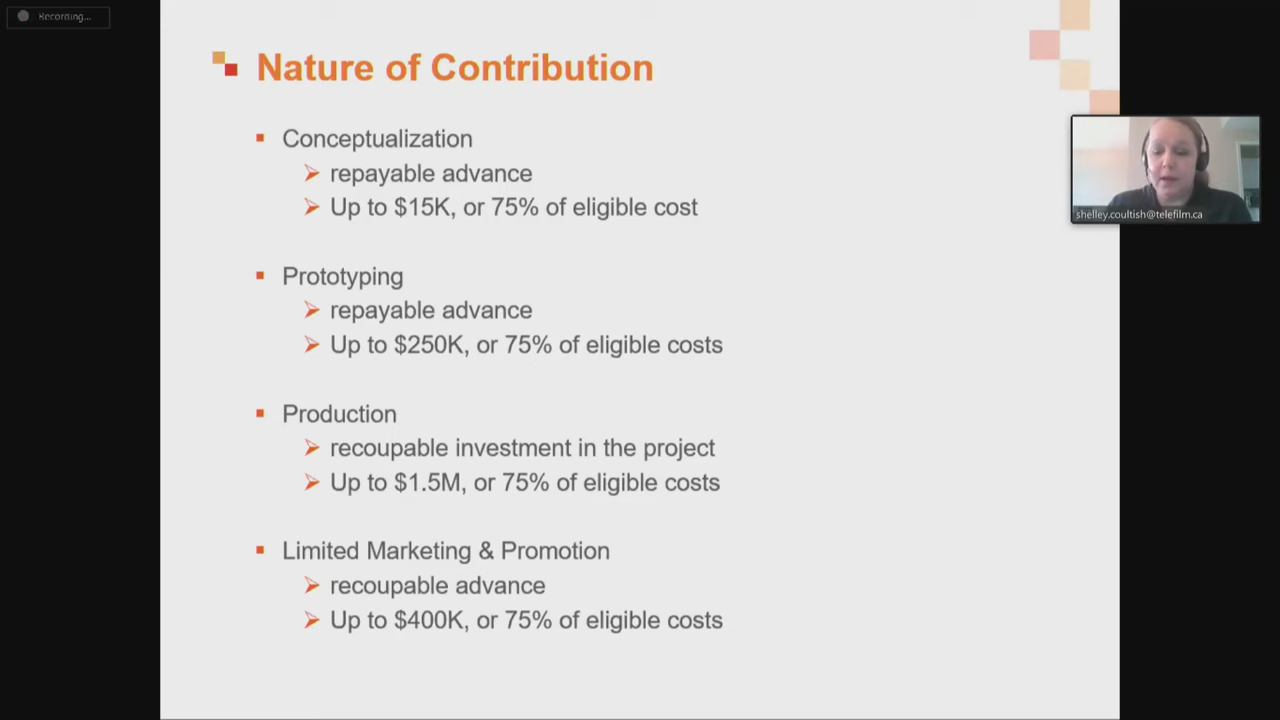 Recording...
Nature of Contribution
Conceptualization
repayable advance
Up to $15K, or 75% of eligible cost
shelley.coultish@telefilm.ca
Prototyping
repayable advance
Up to $250K, or 75% of eligible costs
Production
recoupable investment in the project
Up to $1.5M, or 75% of eligible costs
Limited Marketing & Promotion
recoupable advance
Up to $400K, or 75% of eligible costs